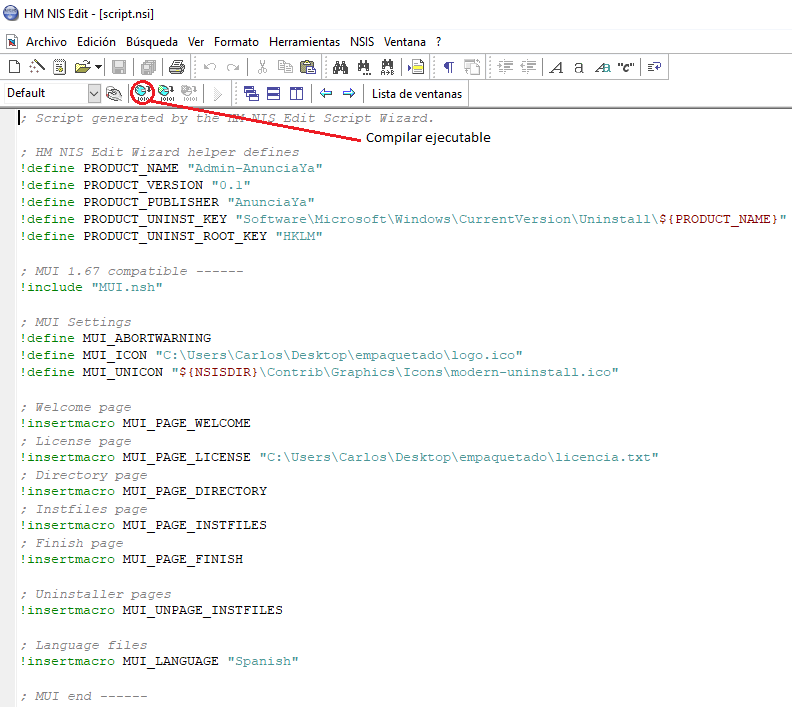 HM NIS Edit - [script.nsi]
Archivo Edición Búsqueda Ver Formato Herramientas NSIS Ventana ?
Default
Lista de ventanas
Compilar ejecutable
; Script generated by the HM NIS Edit Script Wizard.

; HM NIS Edit Wizard helper defines
!define PRODUCT_NAME "Admin-AnunciaYa"
!define PRODUCT_VERSION "0.1"
!define PRODUCT_PUBLISHER "AnunciaYa"
!define PRODUCT_UNINST_KEY "Software\Microsoft\Windows\CurrentVersion\Uninstall\${PRODUCT_NAME}"
!define PRODUCT_UNINST_ROOT_KEY "HKLM"

; MUI 1.67 compatible ------
!include "MUI.nsh"

; MUI Settings
!define MUI_ABORTWARNING
!define MUI_ICON "C:\Users\Carlos\Desktop\empaquetado\logo.ico"
!define MUI_UNICON "${NSISDIR}\Contrib\Graphics\Icons\modern-uninstall.ico"

; Welcome page
!insertmacro MUI_PAGE_WELCOME
; License page
!insertmacro MUI_PAGE_LICENSE "C:\Users\Carlos\Desktop\empaquetado\licencia.txt"
; Directory page
!insertmacro MUI_PAGE_DIRECTORY
; Instfiles page
!insertmacro MUI_PAGE_INSTFILES
; Finish page
!insertmacro MUI_PAGE_FINISH

; Uninstaller pages
!insertmacro MUI_UNPAGE_INSTFILES

; Language files
!insertmacro MUI_LANGUAGE "Spanish"

; MUI end ------